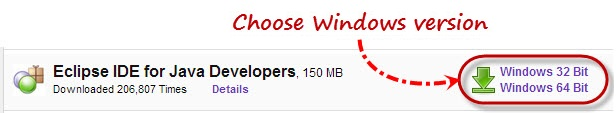 Choose Windows version
Eclipse IDE for Java Developers, 150 MB
Downloaded 206,807 Times Details
Windows 32 Bit
Windows 64 Bit